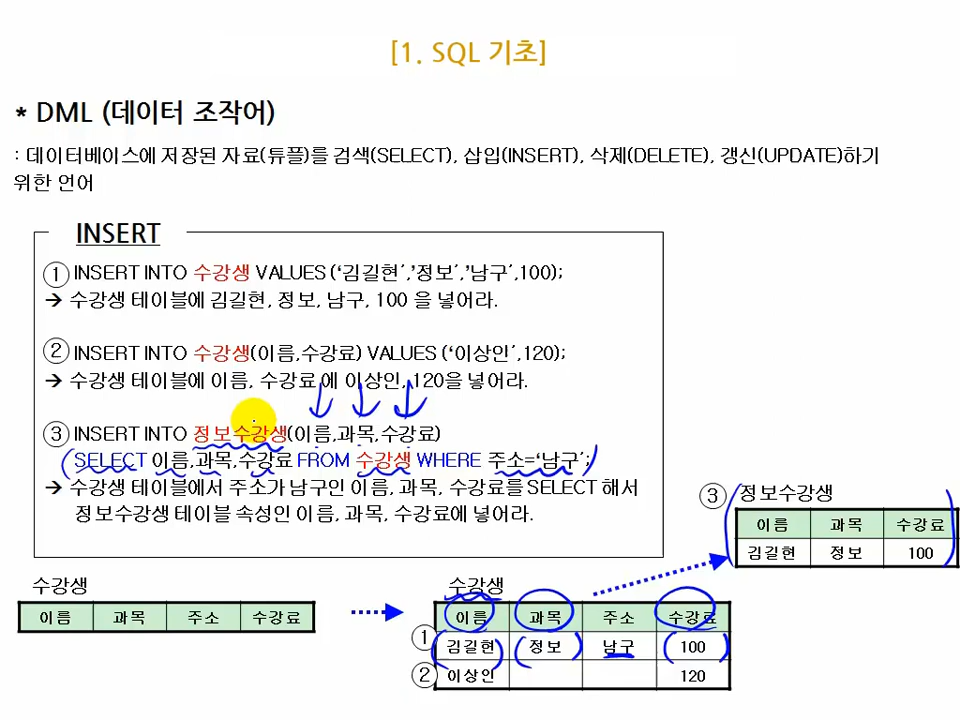 [1. SQL 기초]
* DML (데이터 조작어)
: 데이터베이스에 저장된 자료(튜플)를 검색(SELECT), 삽입(INSERT), 삭제(DELETE), 갱신(UPDATE)하기
위한 언어
INSERT
① INSERT INTO 수강생 VALUES (‘김길현’,’정보’,’남구’,100);
→ 수강생 테이블에 김길현, 정보, 남구, 100 을 넣어라.
② INSERT INTO 수강생(이름,수강료) VALUES (‘이상인’,120);
→ 수강생 테이블에 이름, 수강료 에 이상인, 120을 넣어라.
③ INSERT INTO 정보수강생(이름,과목,수강료)
SELECT 이름,과목,수강료 FROM 수강생 WHERE 주소=‘남구’;
→ 수강생 테이블에서 주소가 남구인 이름, 과목, 수강료를 SELECT 해서
정보수강생 테이블 속성인 이름, 과목, 수강료에 넣어라.
③ 정보수강생
이름 과목 수강료
김길현 정보 100
수강생
이름 과목 주소 수강료
수강생
이름 과목 주소 수강료
① 김길현 정보 남구 100
② 이상인 120